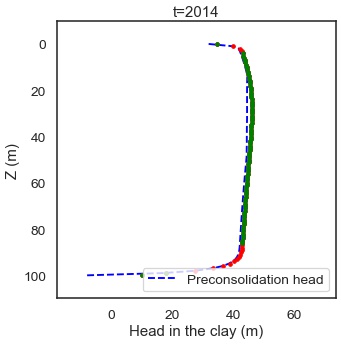 t=2014
Z (m)
0
20
40
60
80
100
Preconsolidation head
0 20 40 60
Head in the clay (m)